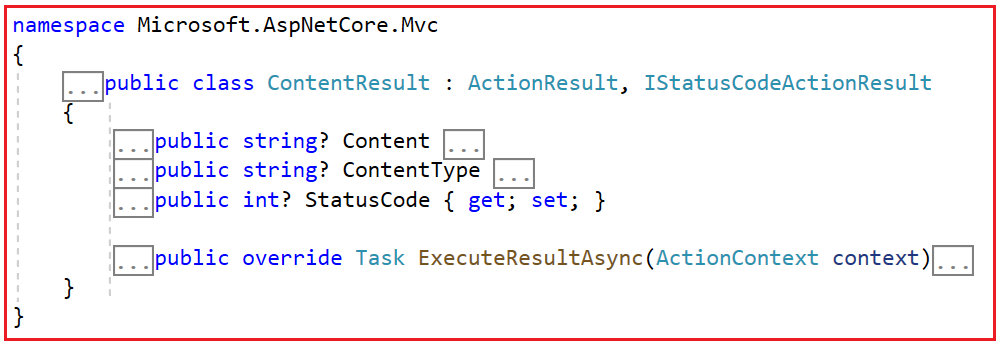 namespace Microsoft.AspNetCore.Mvc
{
...public class ContentResult : ActionResult, IStatusCodeActionResult
{
...public string? Content ...
...public string? ContentType ...
...public int? StatusCode { get; set; }
...public override Task ExecuteResultAsync(ActionContext context)...
}
}